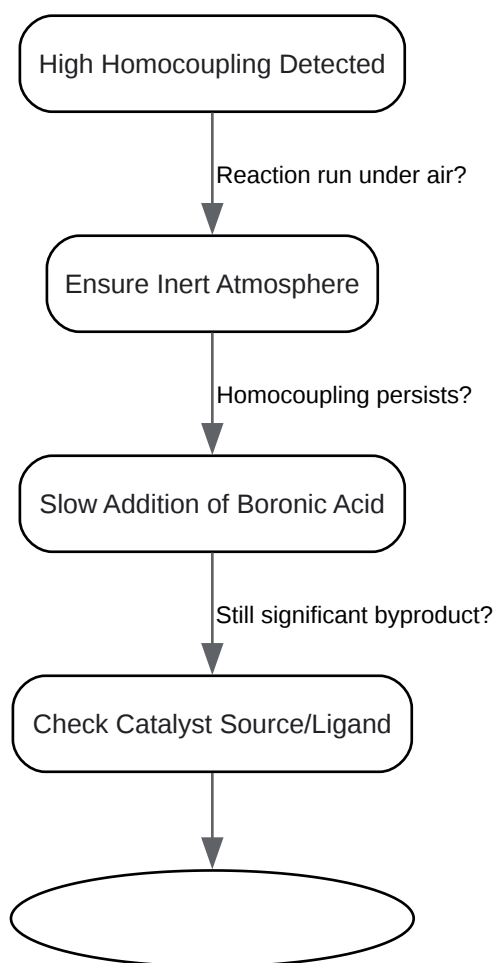 High Homocoupling Detected
Reaction run under air?
Ensure Inert Atmosphere
Homocoupling persists?
Slow Addition of Boronic Acid
Still significant byproduct?
Check Catalyst Source/Ligand